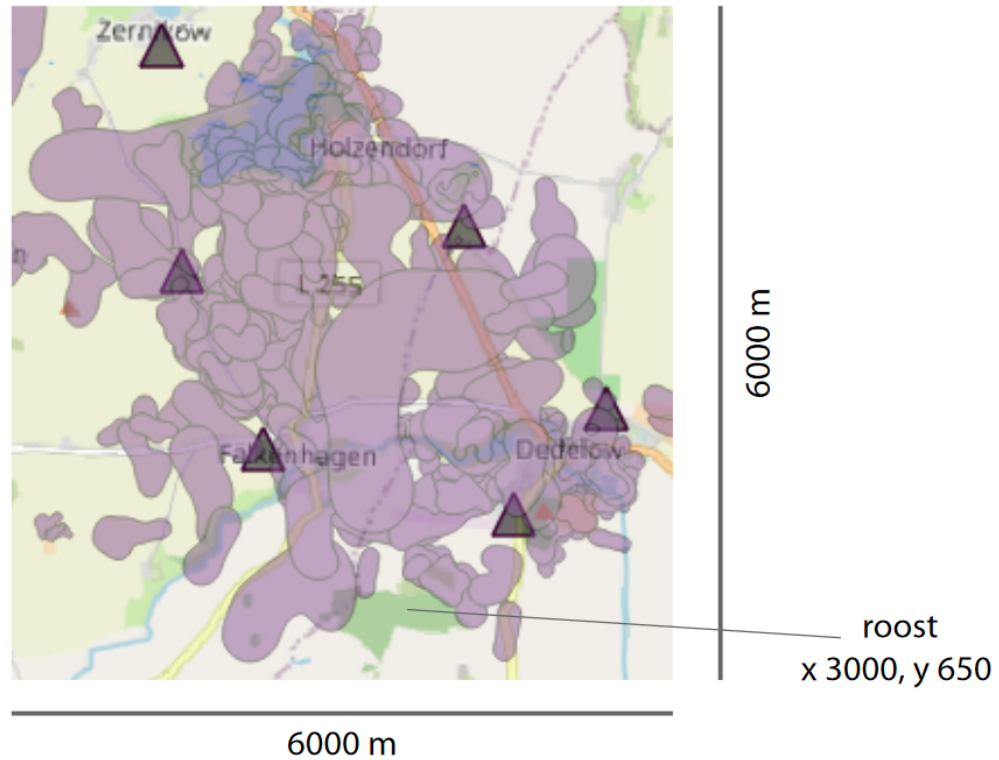 Zernikow
Holzendorf
n
L 255
6000 m
Falkenhagen
Dedelow
roost
x 3000, y 650
6000 m